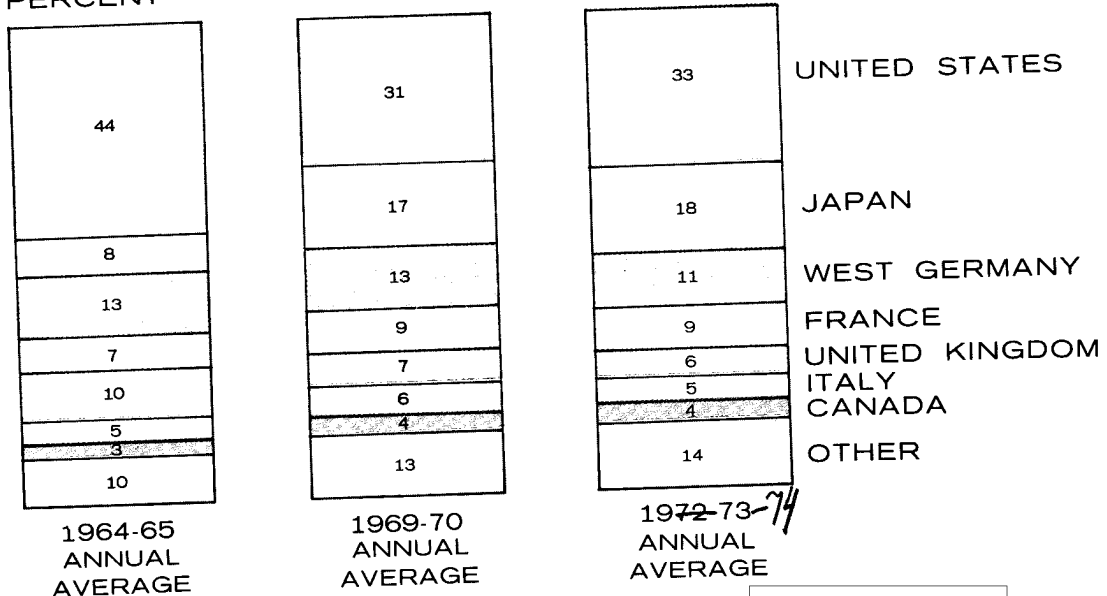 PERCENT
44
8
13
7
10
5
3
10
1964-65
ANNUAL
AVERAGE
31
17
13
9
7
6
4
13
1969-70
ANNUAL
AVERAGE
33
18
11
9
6
5
4
14
1972-73-74
ANNUAL
AVERAGE
UNITED STATES
JAPAN
WEST GERMANY
FRANCE
UNITED KINGDOM
ITALY
CANADA
OTHER